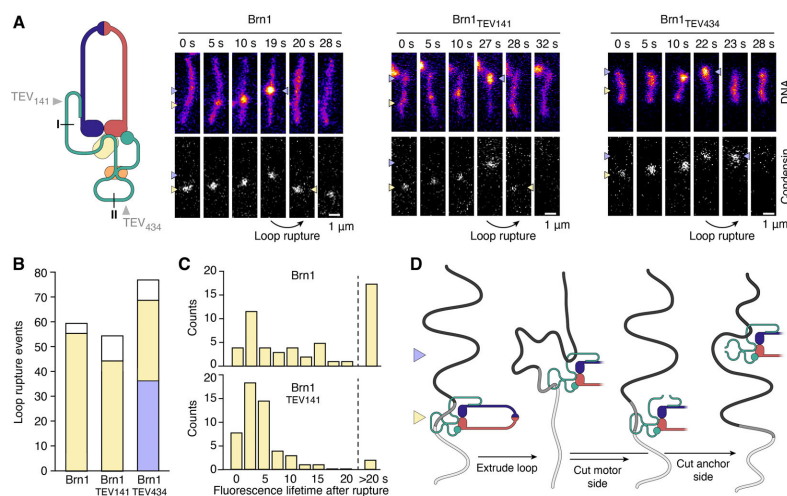 A
TEV141
I
II
TEV434
Brn1
0 s 5 s 10 s 19 s 20 s 28 s
Loop rupture
1 µm
Brn1TEV141
0 s 5 s 10 s 27 s 28 s 32 s
Loop rupture
1 µm
Brn1TEV434
0 s 5 s 10 s 22 s 23 s 28 s
Loop rupture
1 µm
DNA
Condensin
B
Loop rupture events
80
70
60
50
40
30
20
10
0
Brn1 Brn1 Brn1
TEV141 TEV434
C
Counts
20
15
10
5
0
Brn1
Counts
20
15
10
5
0
Brn1
TEV141
0 5 10 15 20 >20 s
Fluorescence lifetime after rupture
D
Extrude loop
Cut motor
side
Cut anchor
side